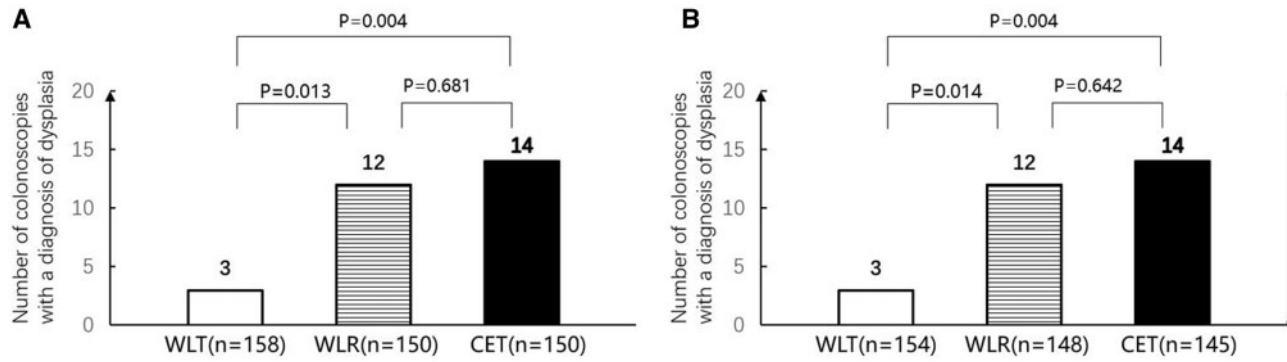 A
P=0.004
P=0.013
P=0.681
Number of colonoscopies
with a diagnosis of dysplasia
20
15
10
5
0
3
12
14
WLT(n=158) WLR(n=150) CET(n=150)
B
P=0.004
P=0.014
P=0.642
Number of colonoscopies
with a diagnosis of dysplasia
20
15
10
5
0
3
12
14
WLT(n=154) WLR(n=148) CET(n=145)